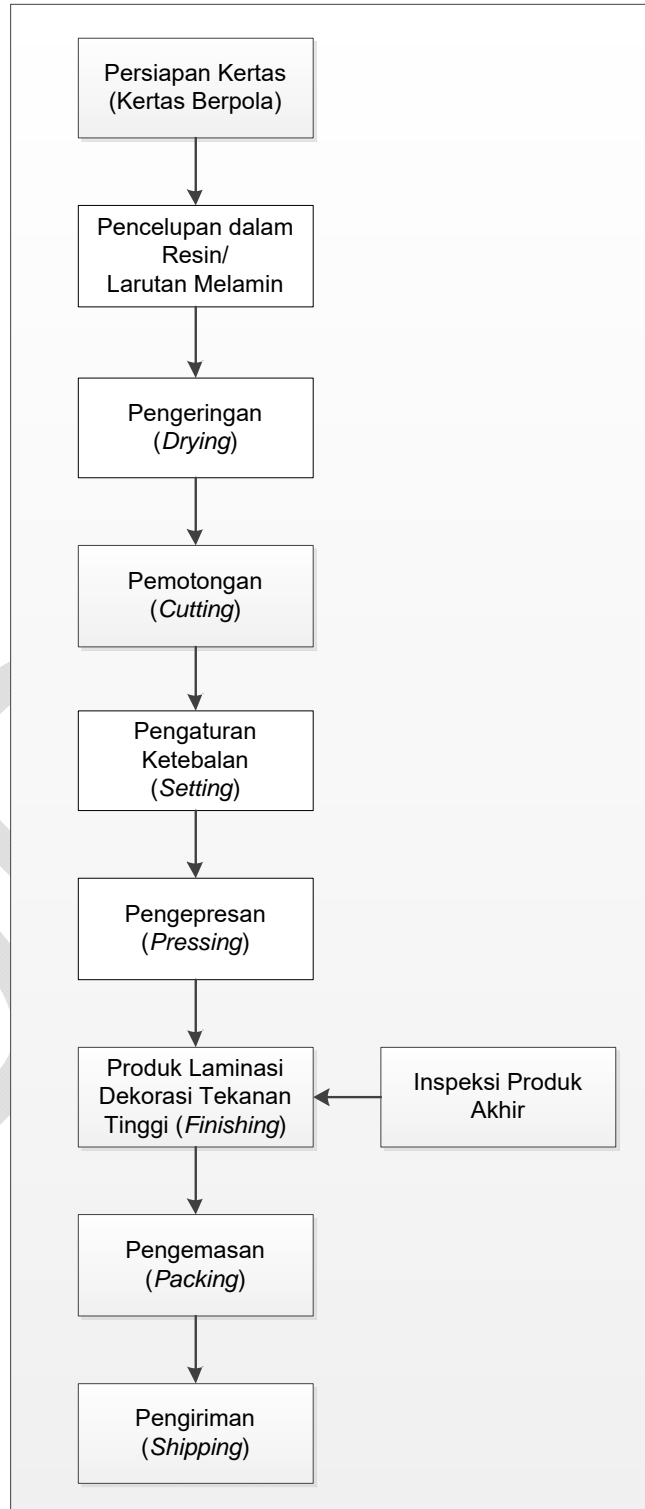 Persiapan Kertas
(Kertas Berpola)
Pencelupan dalam
Resin/
Larutan Melamin
Pengeringan
(Drying)
Pemotongan
(Cutting)
Pengaturan
Ketebalan
(Setting)
Pengepresan
(Pressing)
Produk Laminasi
Dekorasi Tekanan
Tinggi (Finishing)
Inspeksi Produk
Akhir
Pengemasan
(Packing)
Pengiriman
(Shipping)